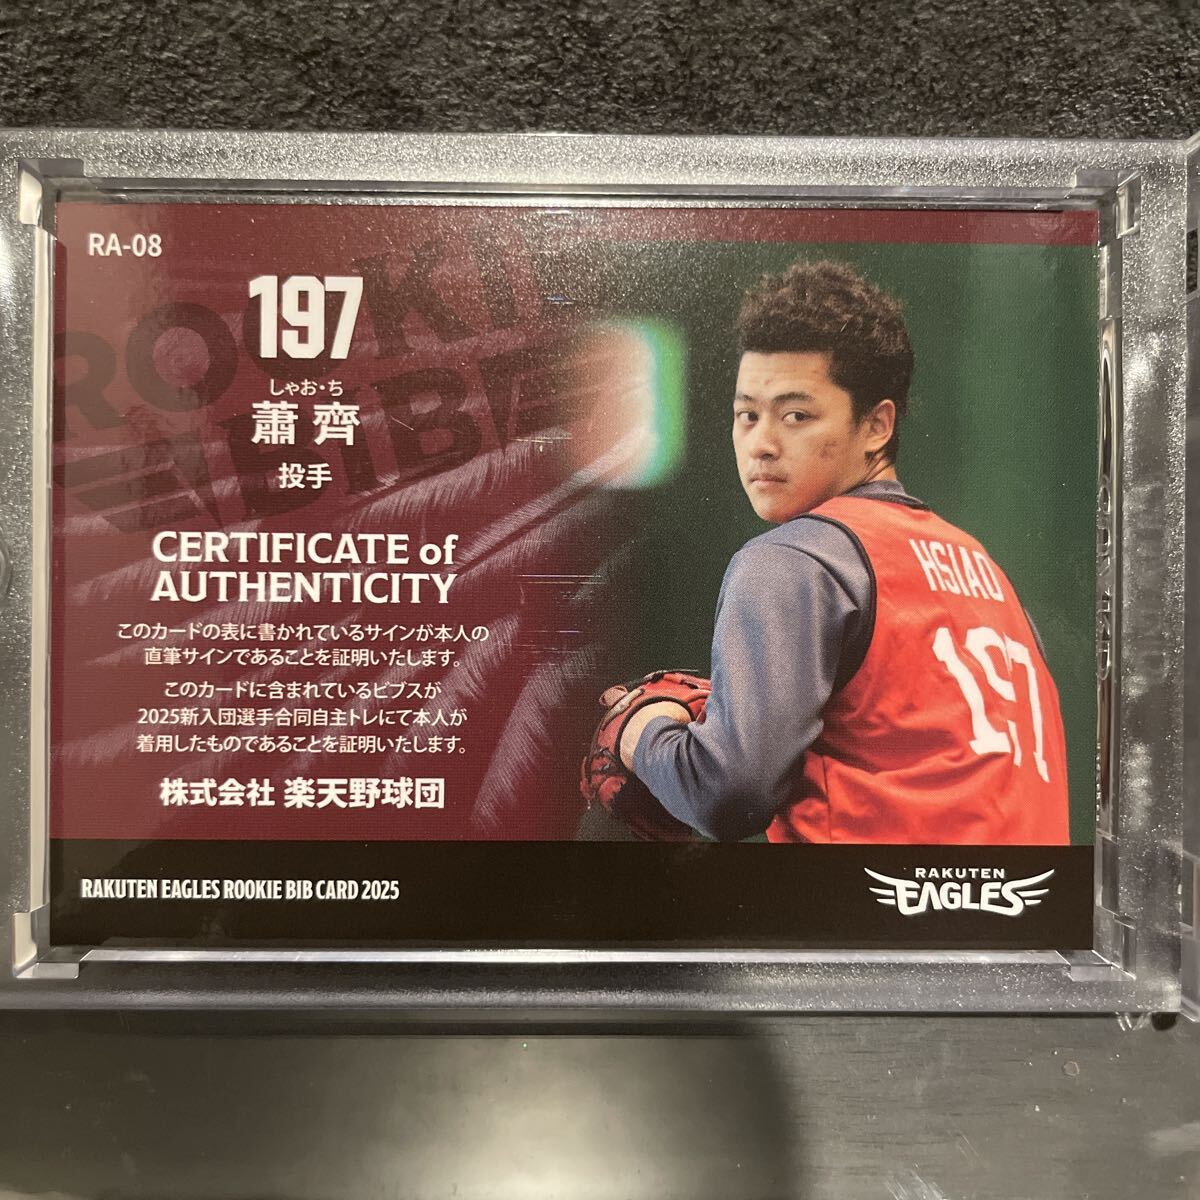 RA-08
ROOKIE
BIB
197
しゃお・ち
蕭 齊
投手
CERTIFICATE of
AUTHENTICITY
このカードの表に書かれているサインが本人の
直筆サインであることを証明いたします。
このカードに含まれているビブスが
2025新入団選手合同自主トレにて本人が
着用したものであることを証明いたします。
株式会社 楽天野球団
HSIAO
197
RAKUTEN EAGLES ROOKIE BIB CARD 2025
RAKUTEN
EAGLES